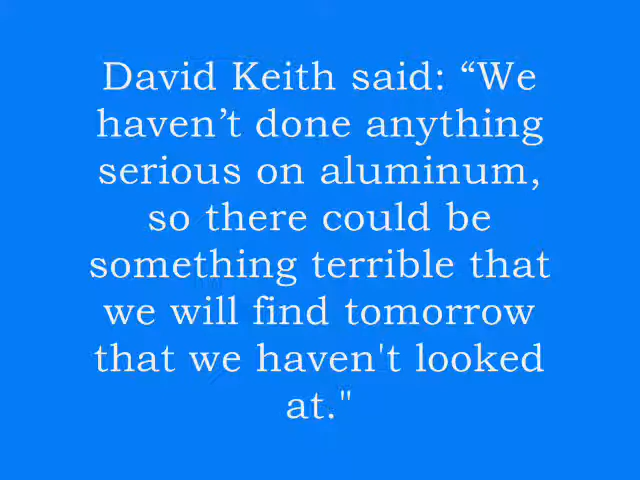 David Keith said: “We
haven’t done anything
serious on aluminum,
so there could be
something terrible that
we will find tomorrow
that we haven't looked
at."